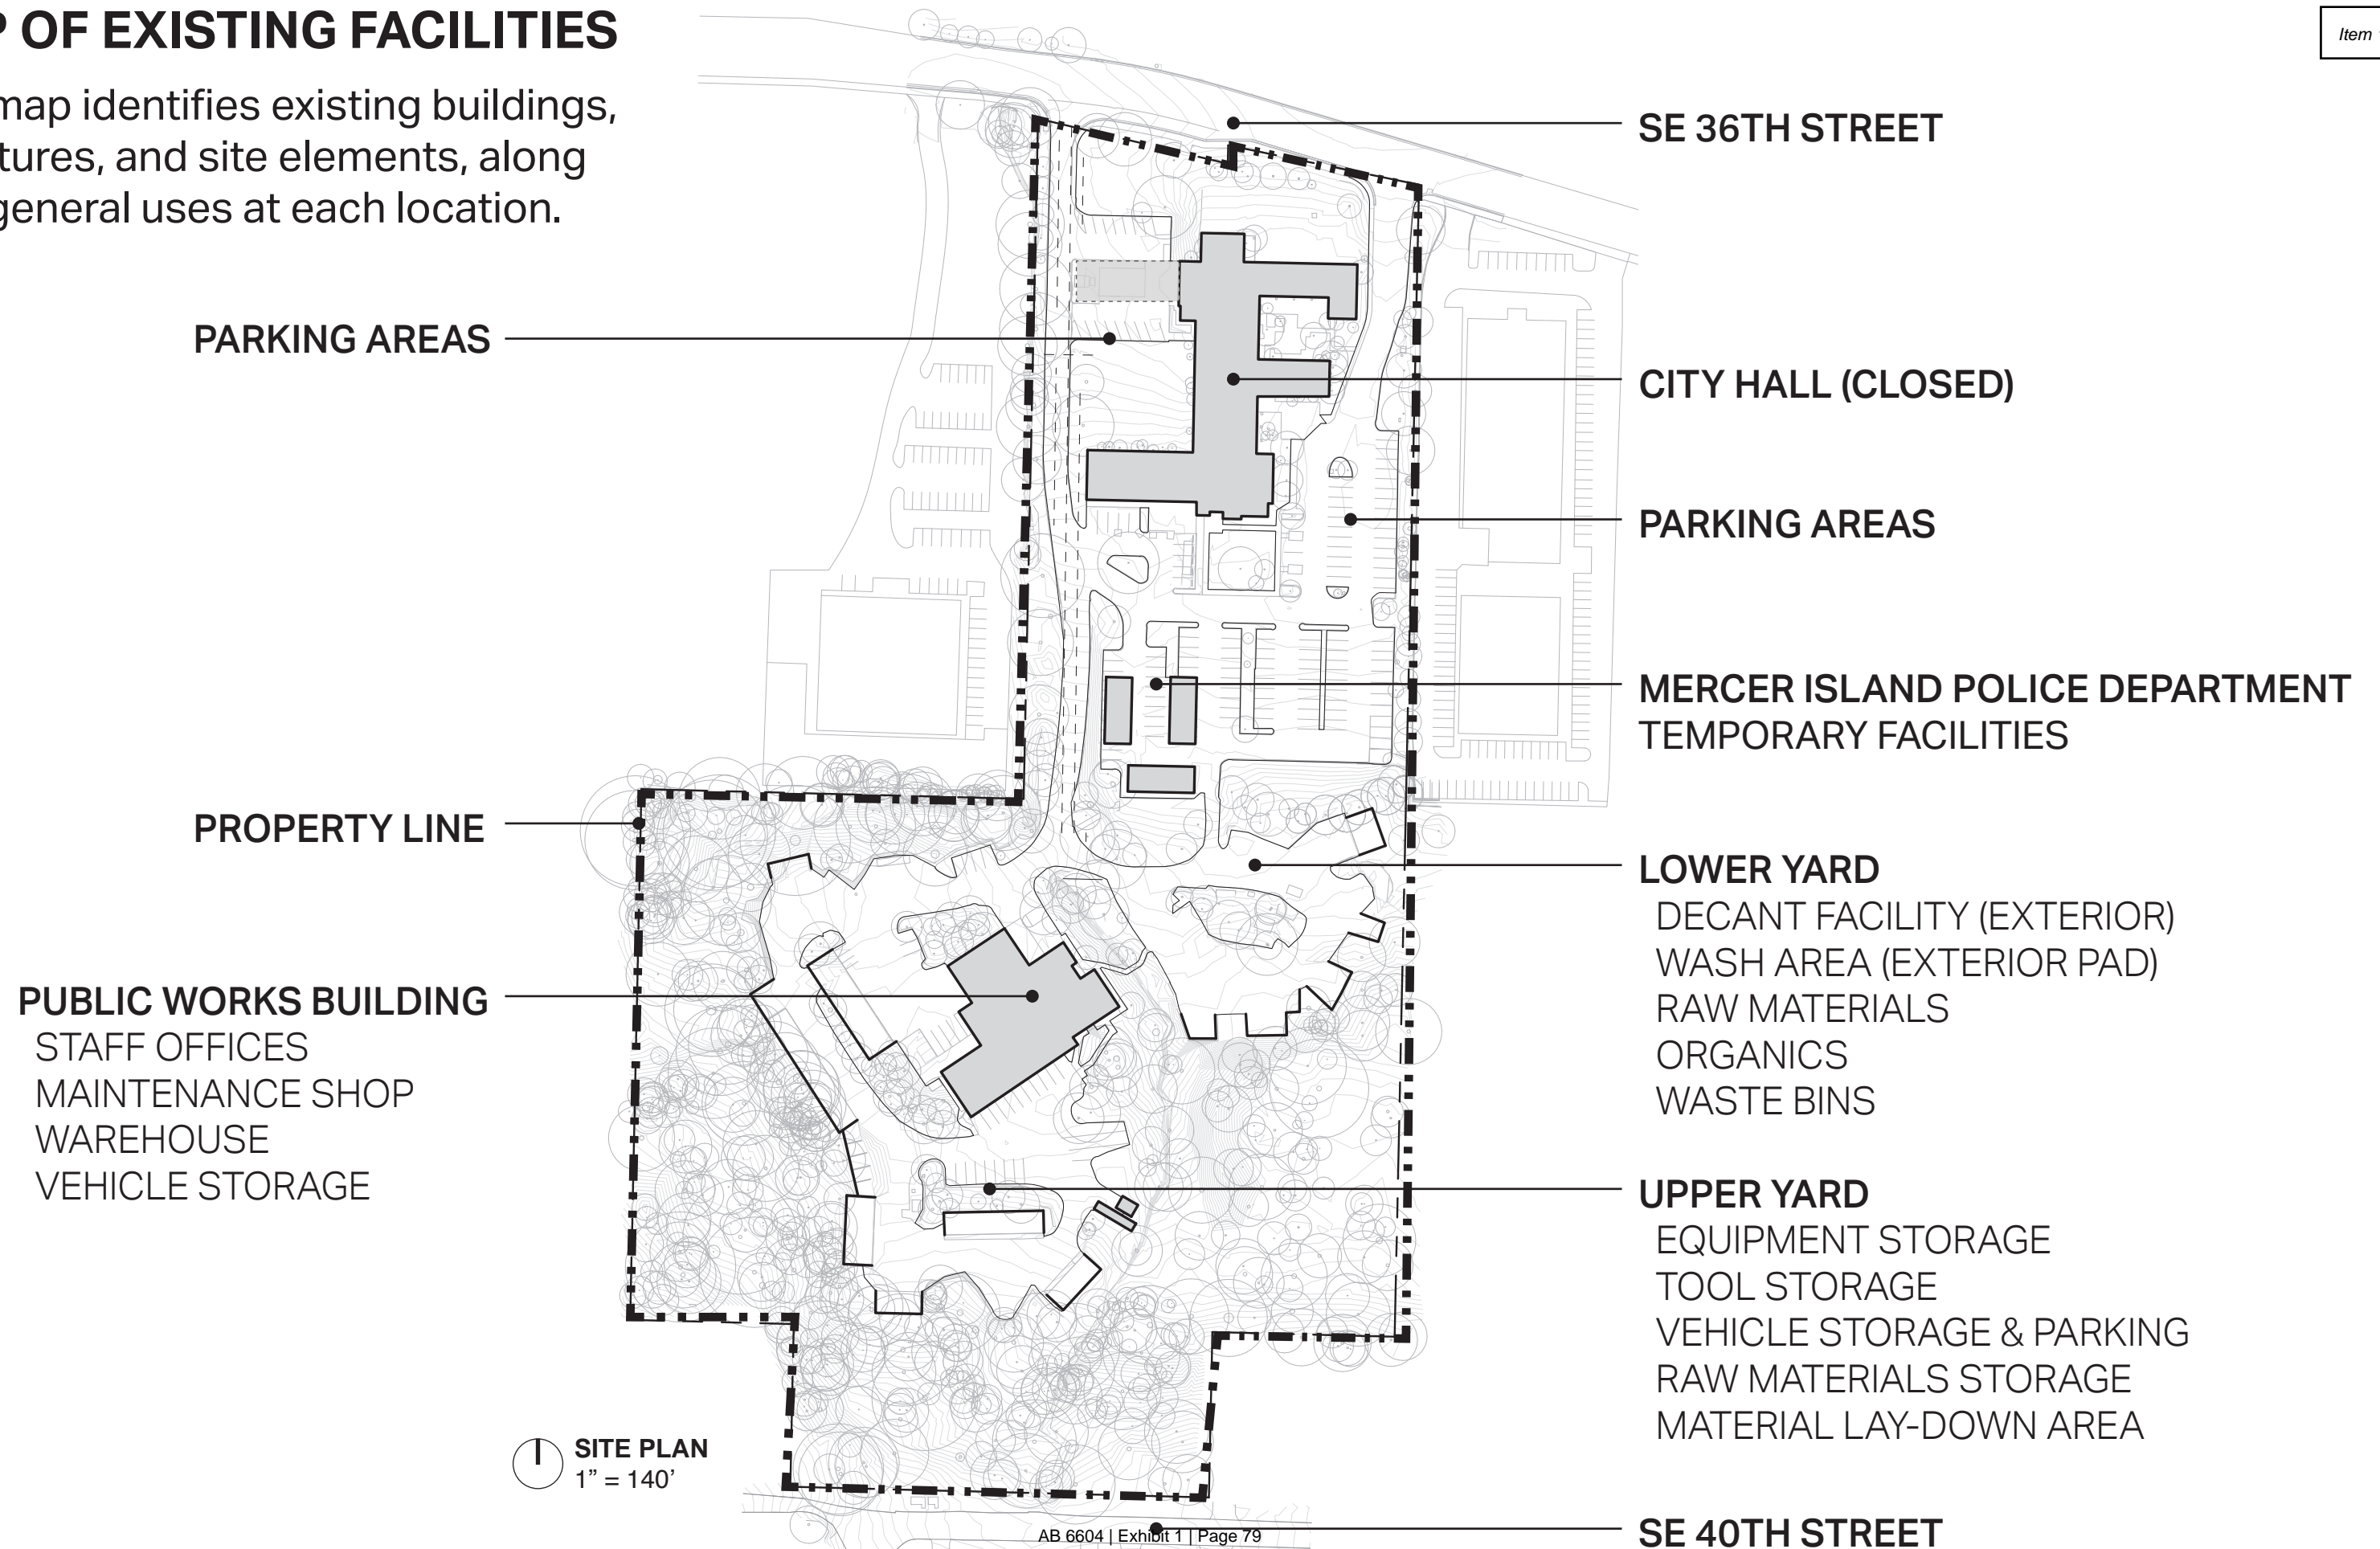 P OF EXISTING FACILITIES
Item
map identifies existing buildings,
tures, and site elements, along
general uses at each location.
SE 36TH STREET
PARKING AREAS
CITY HALL (CLOSED)
PARKING AREAS
MERCER ISLAND POLICE DEPARTMENT
TEMPORARY FACILITIES
PROPERTY LINE
LOWER YARD
DECANT FACILITY (EXTERIOR)
WASH AREA (EXTERIOR PAD)
RAW MATERIALS
ORGANICS
WASTE BINS
PUBLIC WORKS BUILDING
STAFF OFFICES
MAINTENANCE SHOP
WAREHOUSE
VEHICLE STORAGE
UPPER YARD
EQUIPMENT STORAGE
TOOL STORAGE
VEHICLE STORAGE & PARKING
RAW MATERIALS STORAGE
MATERIAL LAY-DOWN AREA
SITE PLAN
1” = 140’
AB 6604 | Exhibit 1 | Page 79
SE 40TH STREET